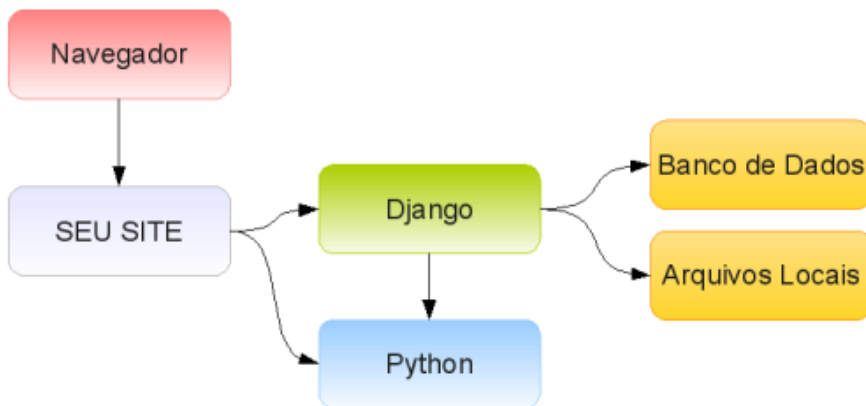 Navegador
SEU SITE
Django
Python
Banco de Dados
Arquivos Locais